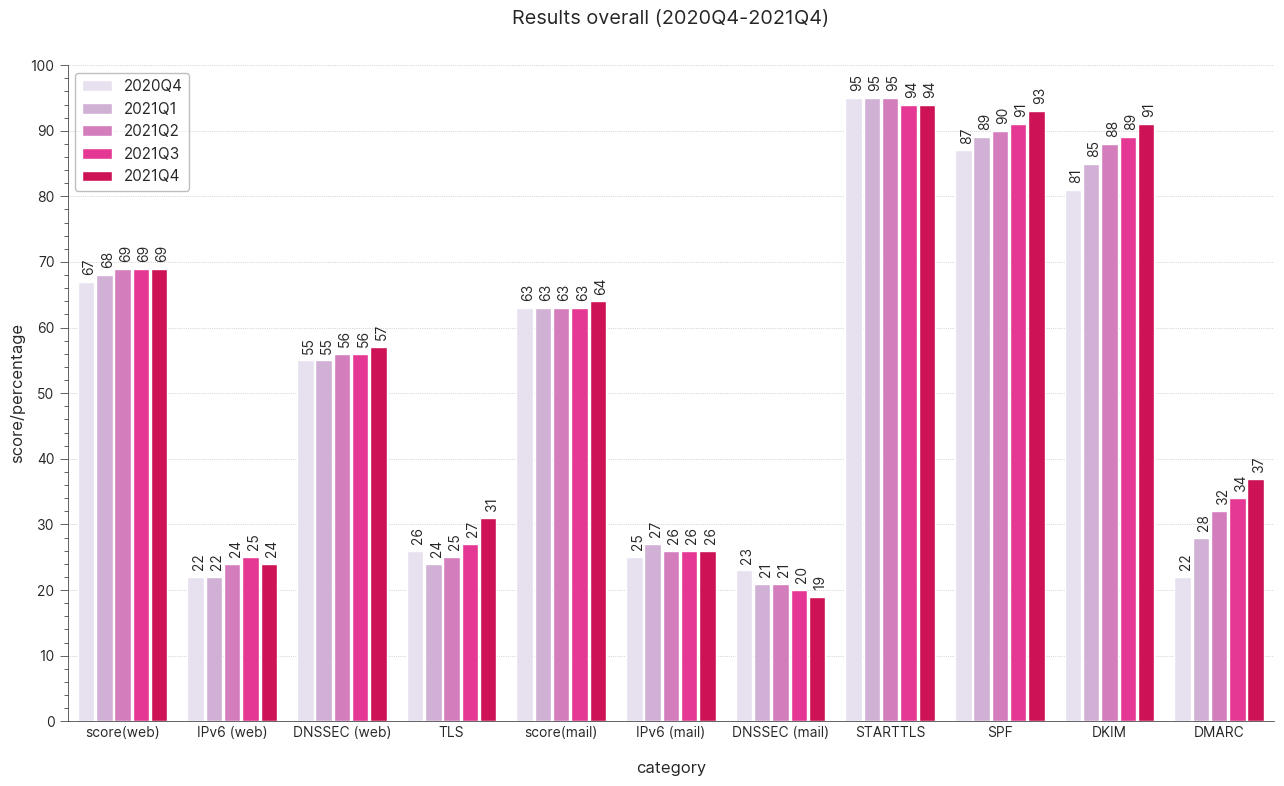 Results overall (2020Q4-2021Q4)
2020Q4
2021Q1
2021Q2
2021Q3
2021Q4
score/percentage
100
90
80
70
60
50
40
30
20
10
0
67 68 69 69 69
22 22 24 25 24
55 55 56 56 57
26 24 25 27 31
63 63 63 63 64
25 27 26 26 26
23 21 21 20 19
95 95 95 94 94
87 89 90 91 93
81 85 88 89 91
22 28 32 34 37
score(web) IPv6 (web) DNSSEC (web) TLS score(mail) IPv6 (mail) DNSSEC (mail) STARTTLS SPF DKIM DMARC
category